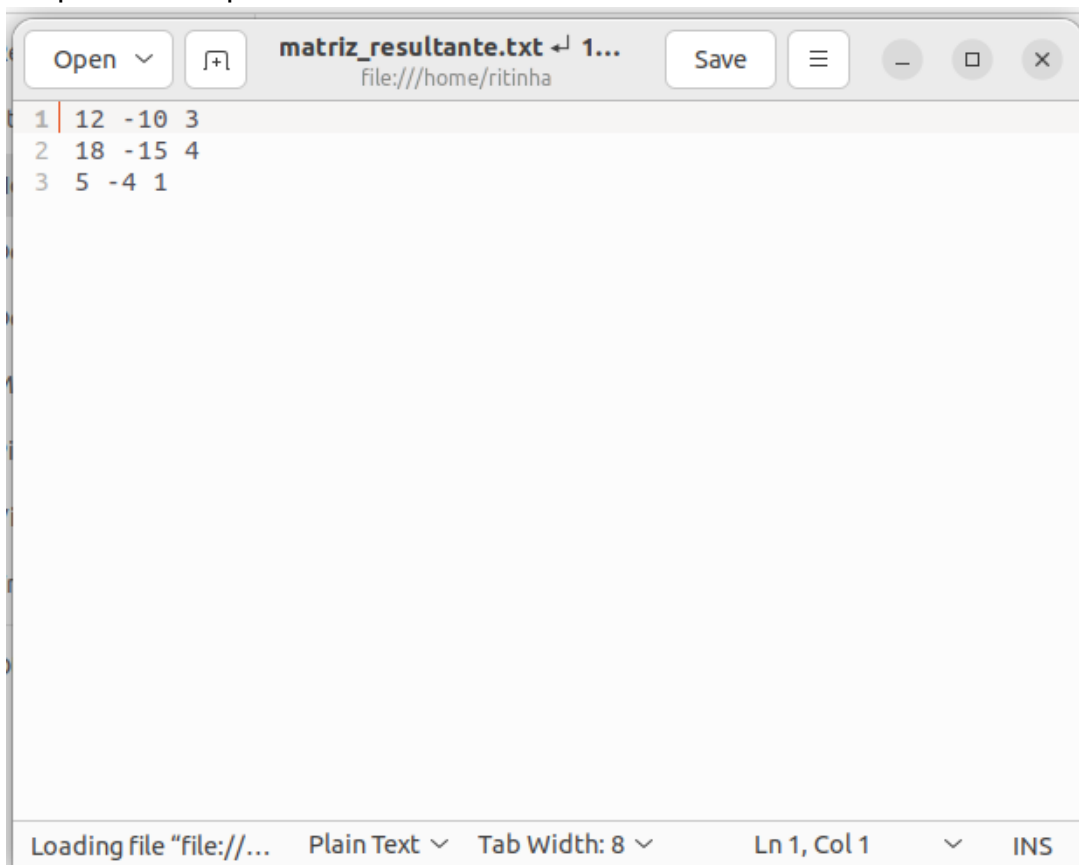 Open
matriz_resultante.txt ↵ 1...
file:///home/ritinha
Save
1 12 -10 3
2 18 -15 4
3 5 -4 1
Loading file “file://... Plain Text Tab Width: 8 Ln 1, Col 1 INS